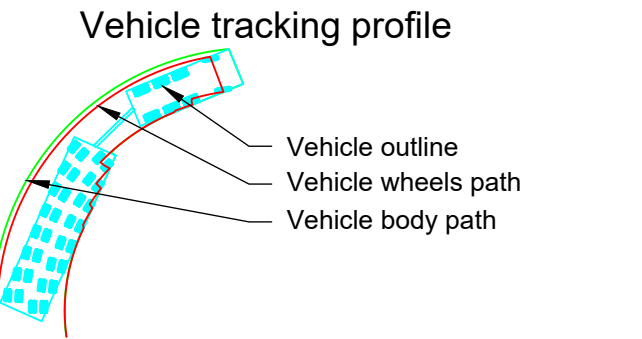 Vehicle tracking profile
Vehicle outline
Vehicle wheels path
Vehicle body path